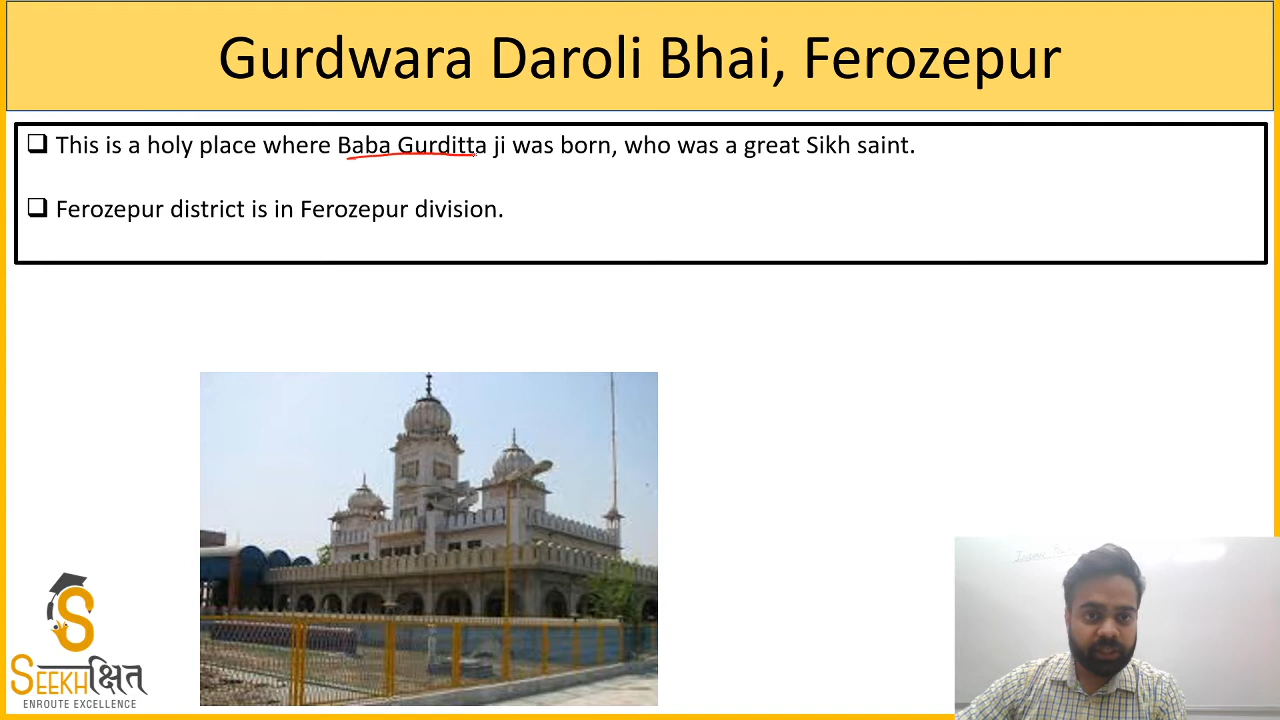 Gurdwara Daroli Bhai, Ferozepur
This is a holy place where Baba Gurditta ji was born, who was a great Sikh saint.
Ferozepur district is in Ferozepur division.
SEEKHक्षित
ENROUTE EXCELLENCE